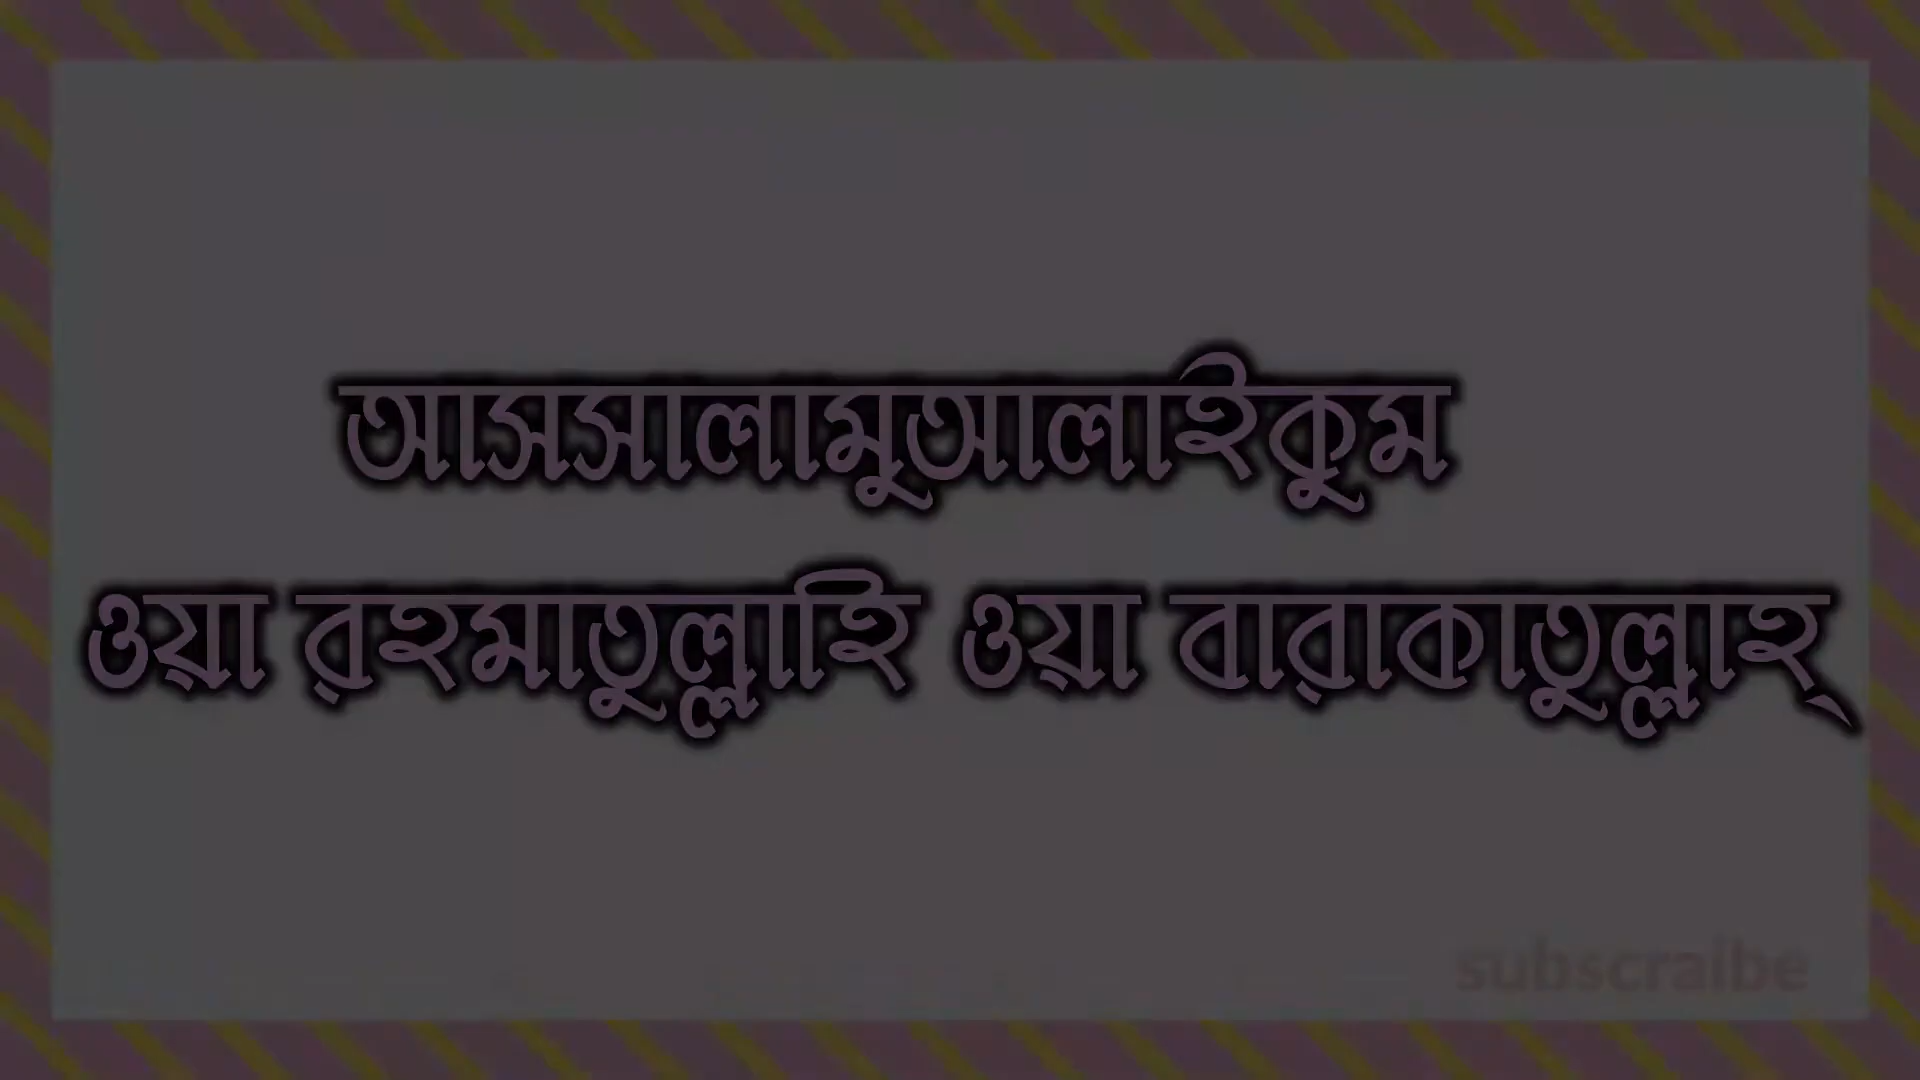 আসসালামুআলাইকুম
ওয়া রহমাতুল্লাহি ওয়া বারাকাতুল্লাহ্
subscraibe